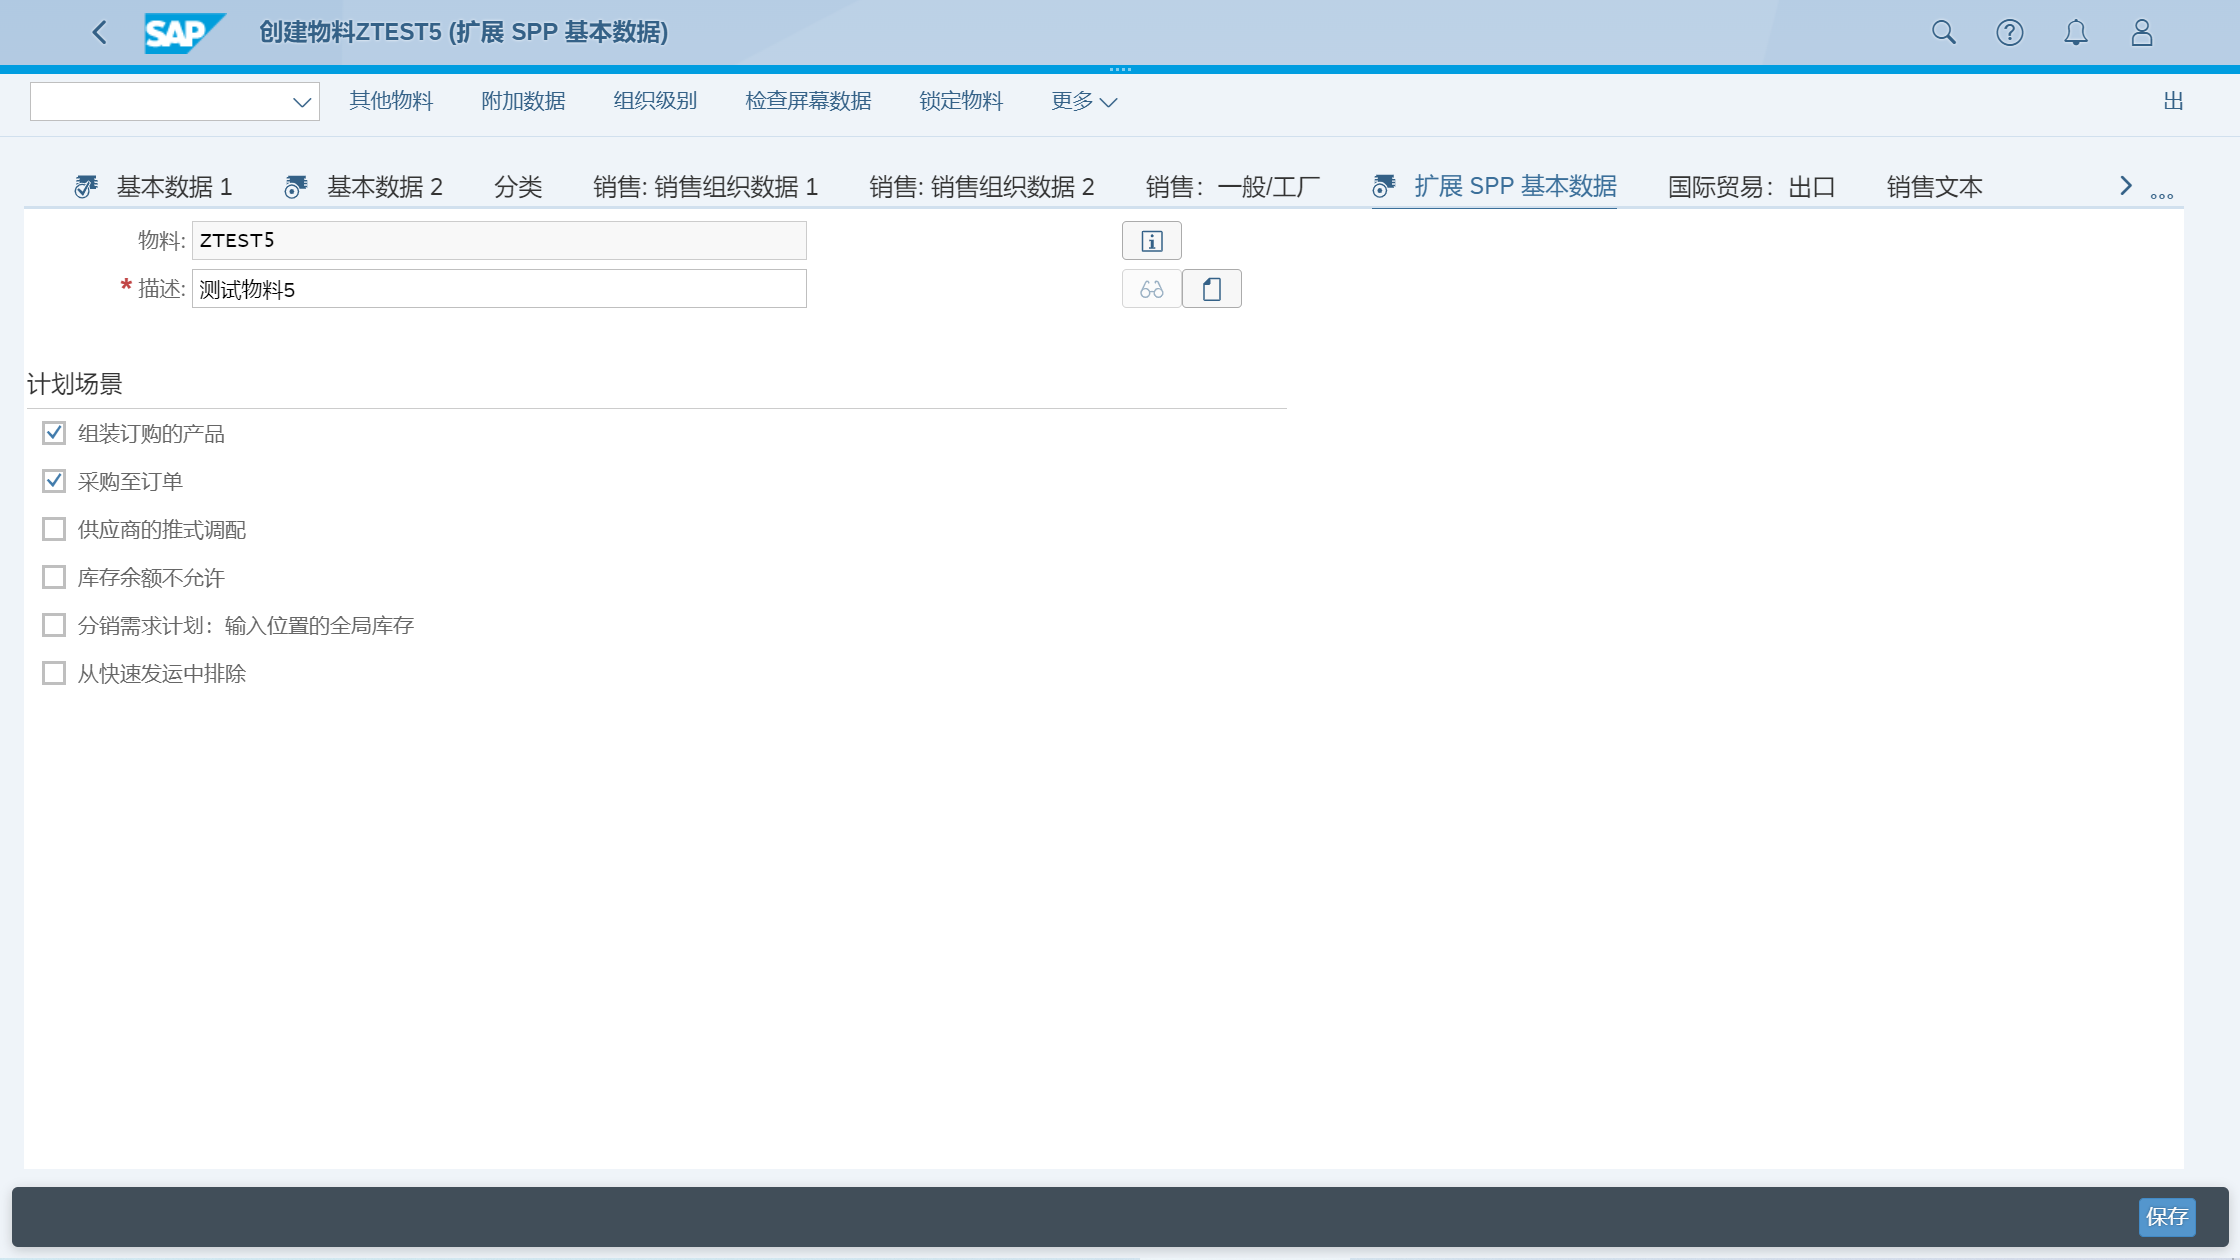 SAP 创建物料ZTEST5 (扩展 SPP 基本数据)
其他物料 附加数据 组织级别 检查屏幕数据 锁定物料 更多 出
基本数据 1 基本数据 2 分类 销售: 销售组织数据 1 销售: 销售组织数据 2 销售：一般/工厂 扩展 SPP 基本数据 国际贸易：出口 销售文本
物料: ZTEST5
* 描述: 测试物料5
计划场景
组装订购的产品
采购至订单
供应商的推式调配
库存余额不允许
分销需求计划：输入位置的全局库存
从快速发运中排除
保存